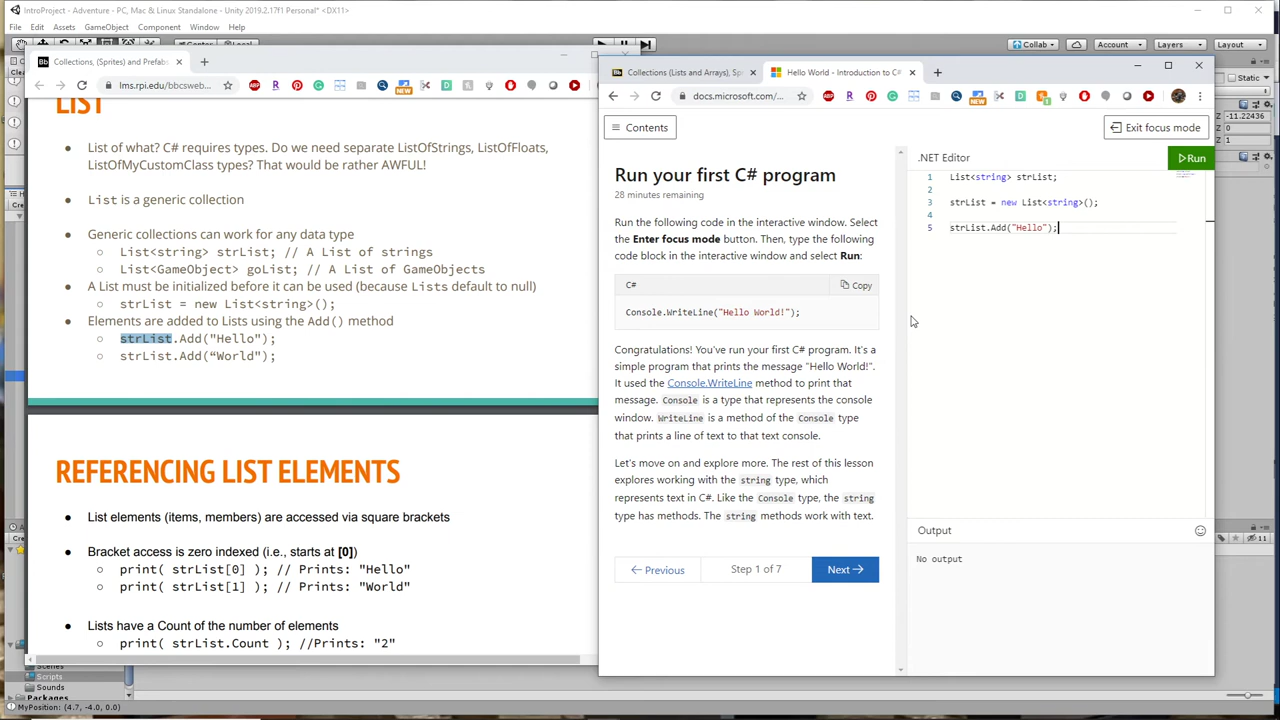 IntroProject - Adventure - PC, Mac & Linux Standalone - Unity 2019.2.17f1 Personal* <DX11>
File Edit Assets GameObject Component Window Help
Collab Account Layers Layout
Collections, (Sprites) and Prefabs
lms.rpi.edu/bbcsweb...
LIST
List of what? C# requires types. Do we need separate ListOfStrings, ListOfFloats,
ListOfMyCustomClass types? That would be rather AWFUL!
List is a generic collection
Generic collections can work for any data type
List<string> strList; // A List of strings
List<GameObject> goList; // A List of GameObjects
A List must be initialized before it can be used (because Lists default to null)
strList = new List<string>();
Elements are added to Lists using the Add() method
strList.Add("Hello");
strList.Add(“World");
REFERENCING LIST ELEMENTS
List elements (items, members) are accessed via square brackets
Bracket access is zero indexed (i.e., starts at [0])
print( strList[0] ); // Prints: "Hello"
print( strList[1] ); // Prints: "World"
Lists have a Count of the number of elements
print( strList.Count ); //Prints: "2"
Collections (Lists and Arrays), Sp
Hello World - Introduction to C#
docs.microsoft.com/...
Contents
Exit focus mode
Run your first C# program
28 minutes remaining
Run the following code in the interactive window. Select
the Enter focus mode button. Then, type the following
code block in the interactive window and select Run:
C# Copy
Console.WriteLine("Hello World!");
Congratulations! You've run your first C# program. It's a
simple program that prints the message "Hello World!".
It used the Console.WriteLine method to print that
message. Console is a type that represents the console
window. WriteLine is a method of the Console type
that prints a line of text to that text console.
Let's move on and explore more. The rest of this lesson
explores working with the string type, which
represents text in C#. Like the Console type, the string
type has methods. The string methods work with text.
Previous Step 1 of 7 Next
.NET Editor Run
1 List<string> strList;
2
3 strList = new List<string>();
4
5 strList.Add("Hello");
Output
No output
Static
-11.22436
0
1
11
Scripts
Sounds
Packages
MyPosition: (4.7, -4.0, 0.0)